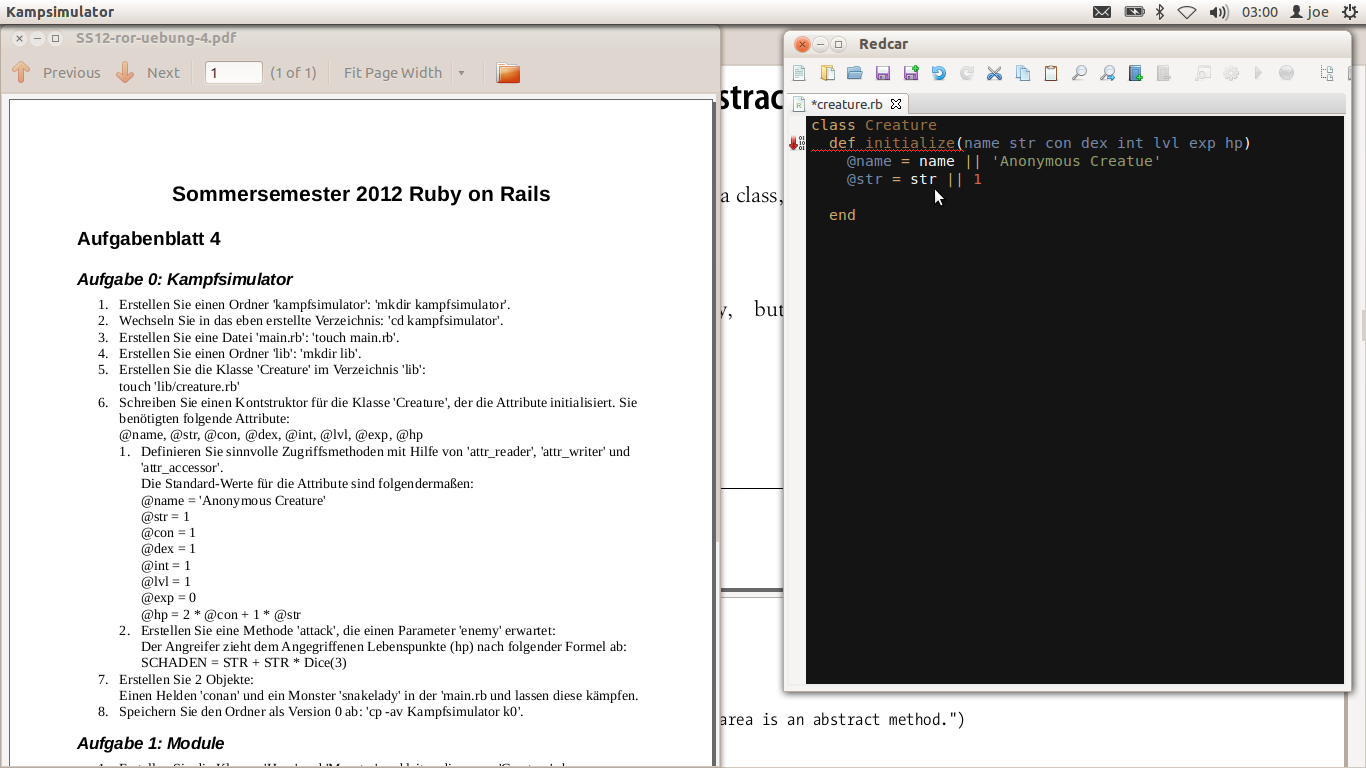 Kampsimulator
03:00 joe
SS12-ror-uebung-4.pdf
Previous Next 1 (1 of 1) Fit Page Width
Sommersemester 2012 Ruby on Rails
Aufgabenblatt 4
Aufgabe 0: Kampfsimulator
1. Erstellen Sie einen Ordner 'kampfsimulator': 'mkdir kampfsimulator'.
2. Wechseln Sie in das eben erstellte Verzeichnis: 'cd kampfsimulator'.
3. Erstellen Sie eine Datei 'main.rb': 'touch main.rb'.
4. Erstellen Sie einen Ordner 'lib': 'mkdir lib'.
5. Erstellen Sie die Klasse 'Creature' im Verzeichnis 'lib':
touch 'lib/creature.rb'
6. Schreiben Sie einen Kontstruktor für die Klasse 'Creature', der die Attribute initialisiert. Sie
benötigten folgende Attribute:
@name, @str, @con, @dex, @int, @lvl, @exp, @hp
1. Definieren Sie sinnvolle Zugriffsmethoden mit Hilfe von 'attr_reader', 'attr_writer' und
'attr_accessor'.
Die Standard-Werte für die Attribute sind folgendermaßen:
@name = 'Anonymous Creature'
@str = 1
@con = 1
@dex = 1
@int = 1
@lvl = 1
@exp = 0
@hp = 2 * @con + 1 * @str
2. Erstellen Sie eine Methode 'attack', die einen Parameter 'enemy' erwartet:
Der Angreifer zieht dem Angegriffenen Lebenspunkte (hp) nach folgender Formel ab:
SCHADEN = STR + STR * Dice(3)
7. Erstellen Sie 2 Objekte:
Einen Helden 'conan' und ein Monster 'snakelady' in der 'main.rb und lassen diese kämpfen.
8. Speichern Sie den Ordner als Version 0 ab: 'cp -av Kampfsimulator k0'.
Aufgabe 1: Module
strac
a class,
y, but
area is an abstract method.")
Redcar
*creature.rb
class Creature
def initialize(name str con dex int lvl exp hp)
@name = name || 'Anonymous Creatue'
@str = str || 1
end